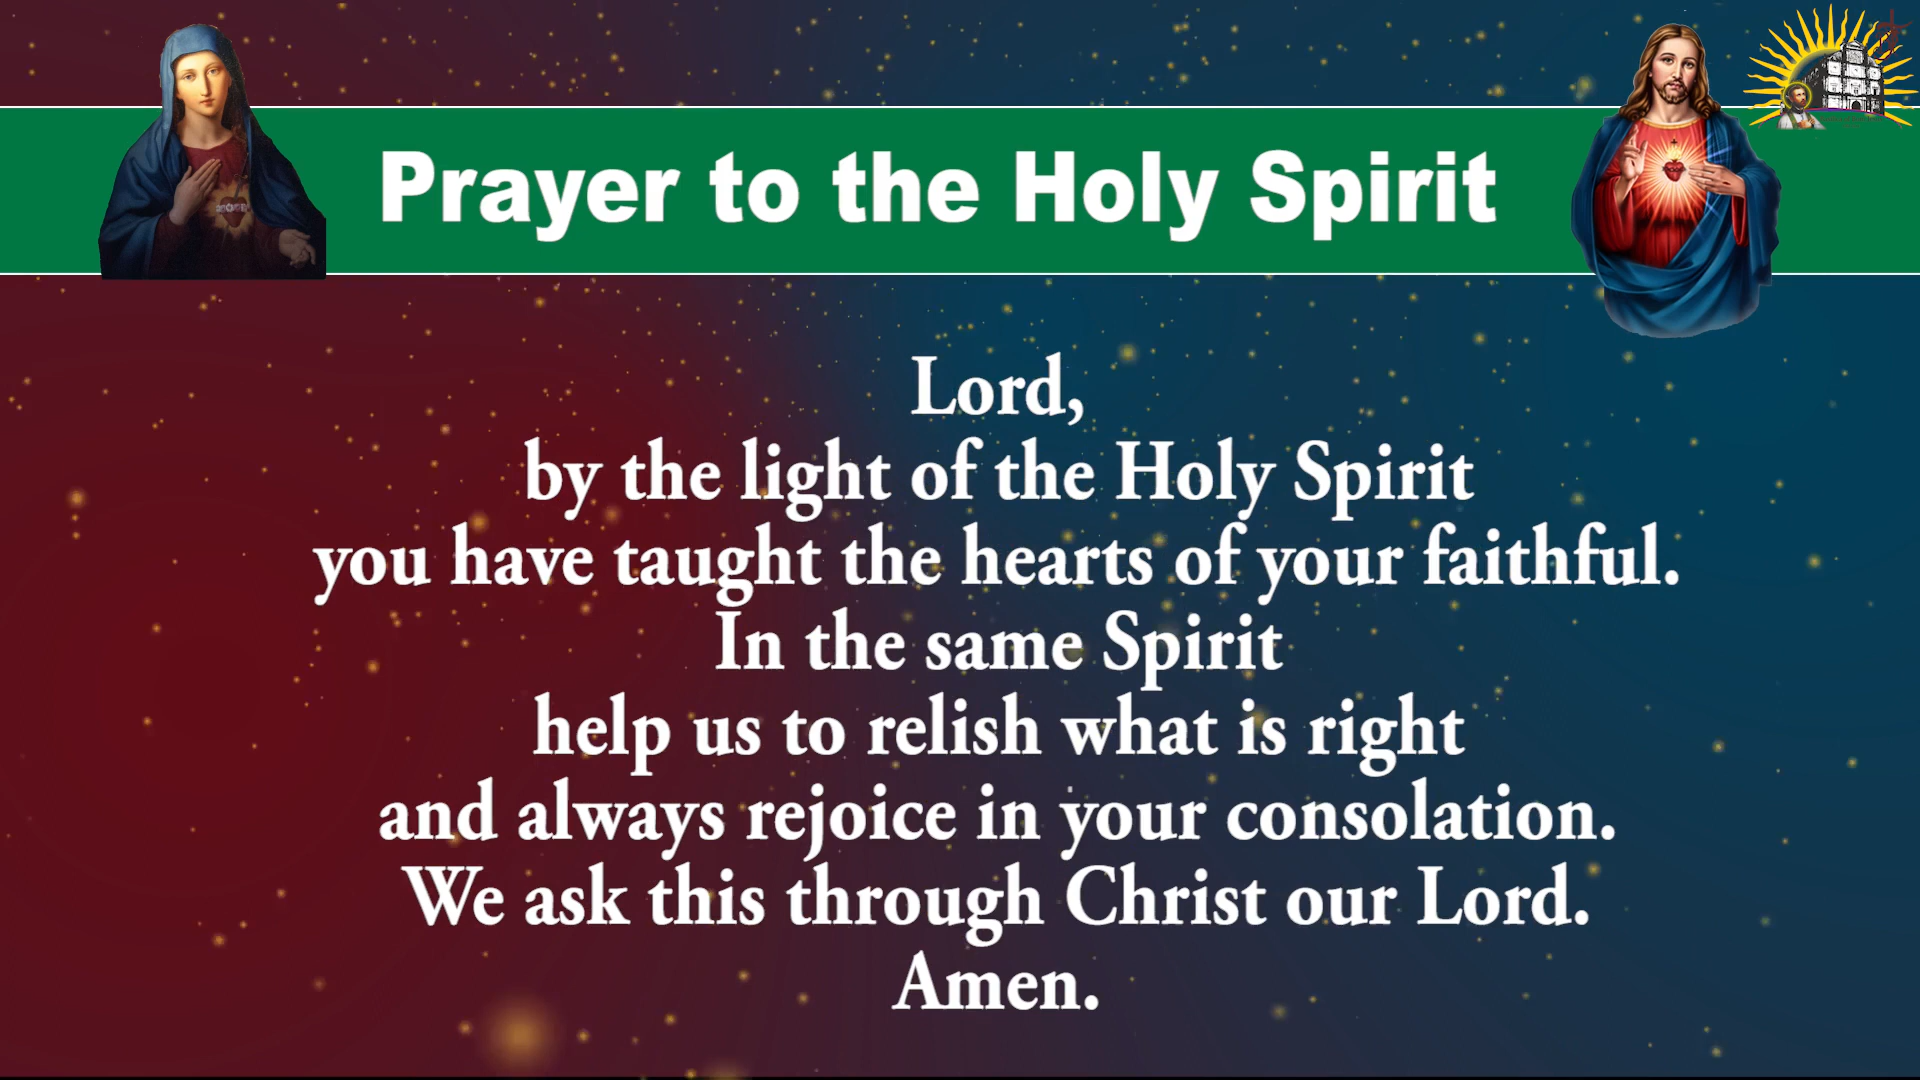 Prayer to the Holy Spirit
Lord,
by the light of the Holy Spirit
you have taught the hearts of your faithful.
In the same Spirit
help us to relish what is right
and always rejoice in your consolation.
We ask this through Christ our Lord.
Amen.